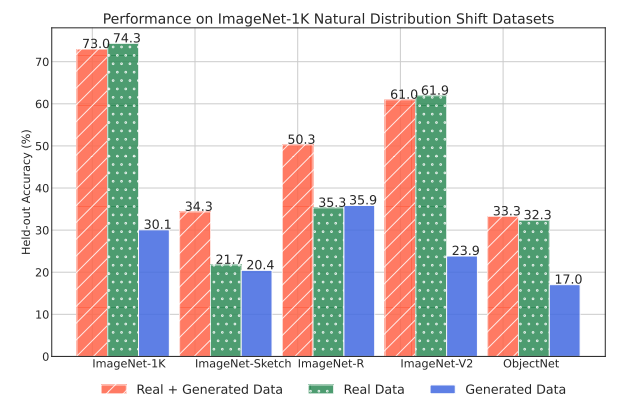 Performance on ImageNet-1K Natural Distribution Shift Datasets
Held-out Accuracy (%)
70
60
50
40
30
20
10
0
73.0 74.3 30.1
34.3 21.7 20.4
50.3 35.3 35.9
61.0 61.9 23.9
33.3 32.3 17.0
ImageNet-1K ImageNet-Sketch ImageNet-R ImageNet-V2 ObjectNet
Real + Generated Data Real Data Generated Data